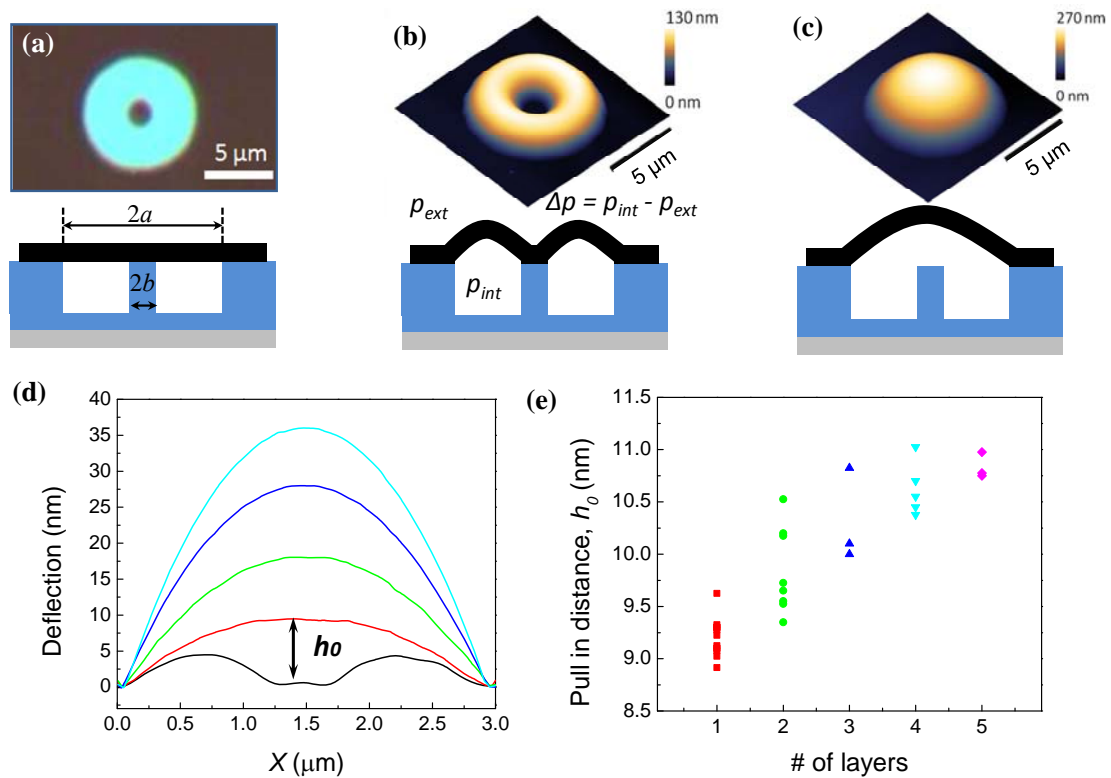 (a)
5 µm
2a
2b
(b)
130 nm
0 nm
5 µm
p_ext
Δp = p_int - p_ext
p_int
(c)
270 nm
0 nm
5 µm
(d)
40
35
30
25
20
15
10
5
0
Deflection (nm)
h0
0.0 0.5 1.0 1.5 2.0 2.5 3.0
X (µm)
(e)
11.5
11.0
10.5
10.0
9.5
9.0
8.5
Pull in distance, h_0 (nm)
1 2 3 4 5
# of layers